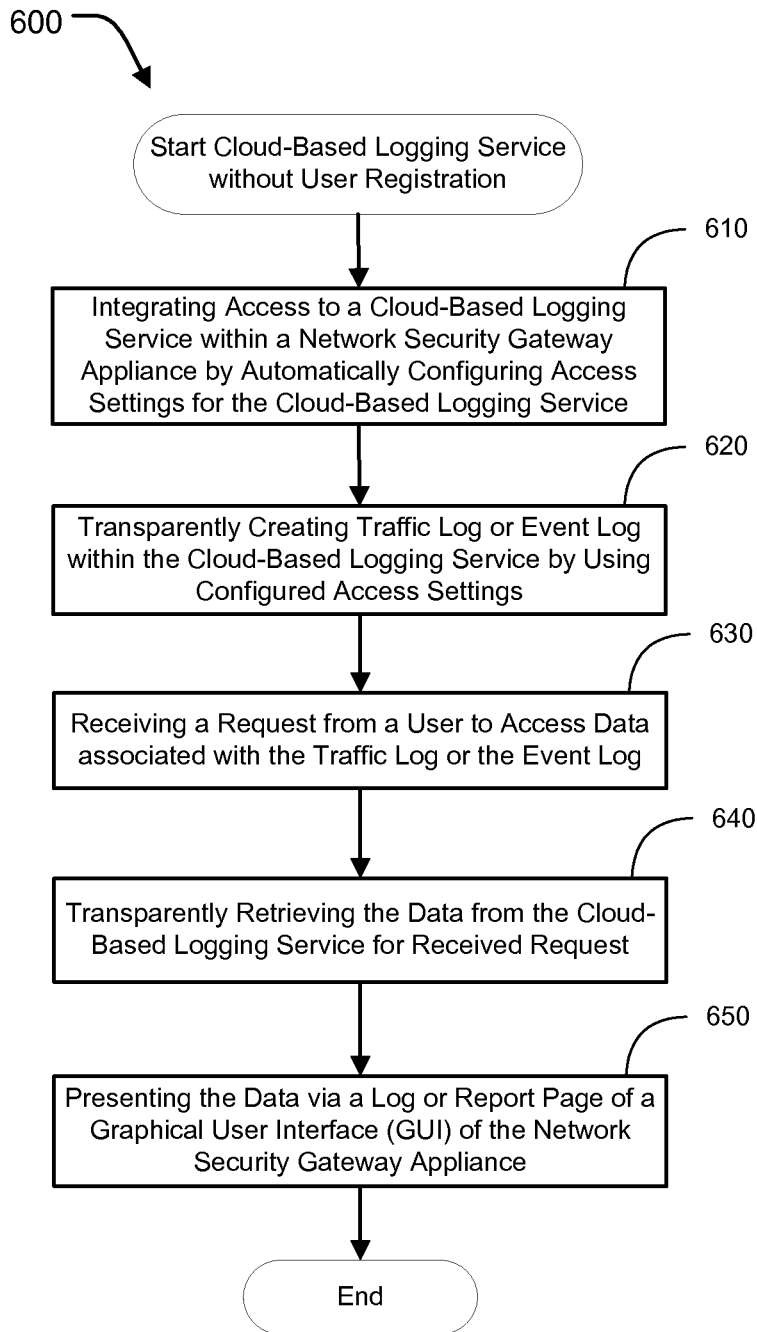 600
Start Cloud-Based Logging Service
without User Registration
610
Integrating Access to a Cloud-Based Logging
Service within a Network Security Gateway
Appliance by Automatically Configuring Access
Settings for the Cloud-Based Logging Service
620
Transparently Creating Traffic Log or Event Log
within the Cloud-Based Logging Service by Using
Configured Access Settings
630
Receiving a Request from a User to Access Data
associated with the Traffic Log or the Event Log
640
Transparently Retrieving the Data from the Cloud-
Based Logging Service for Received Request
650
Presenting the Data via a Log or Report Page of a
Graphical User Interface (GUI) of the Network
Security Gateway Appliance
End